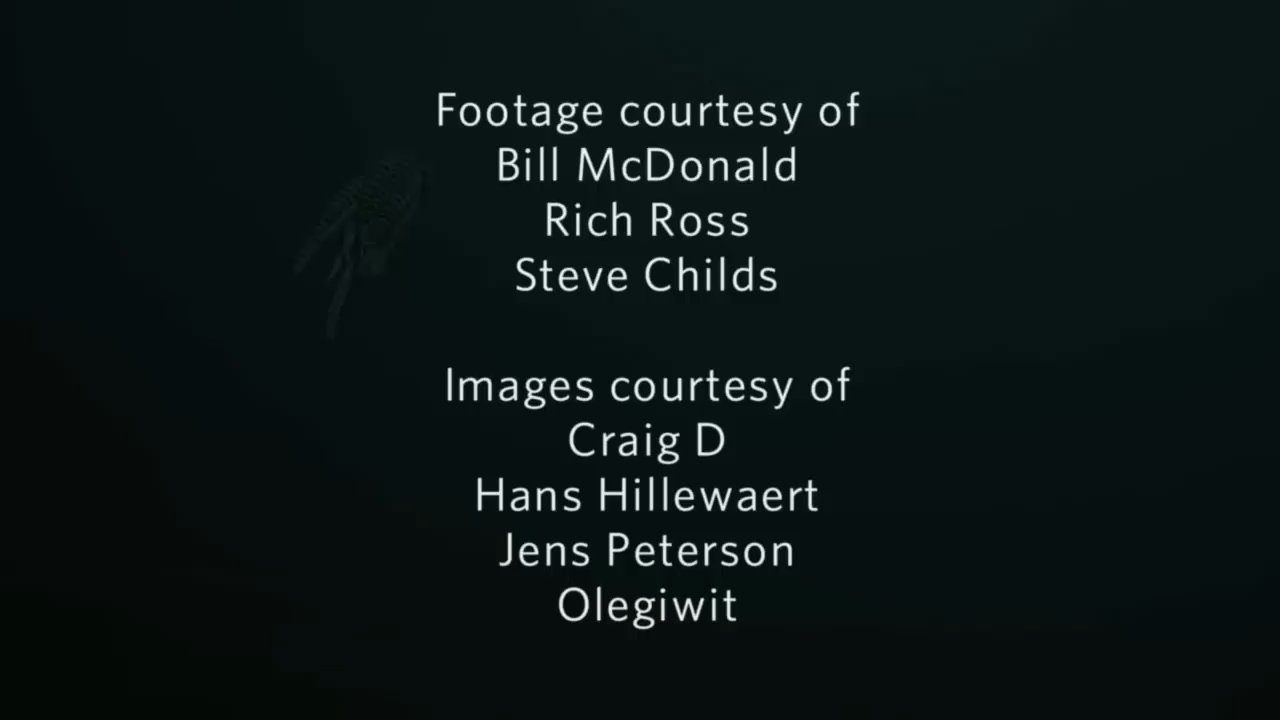 Footage courtesy of
Bill McDonald
Rich Ross
Steve Childs
Images courtesy of
Craig D
Hans Hillewaert
Jens Peterson
Olegiwit